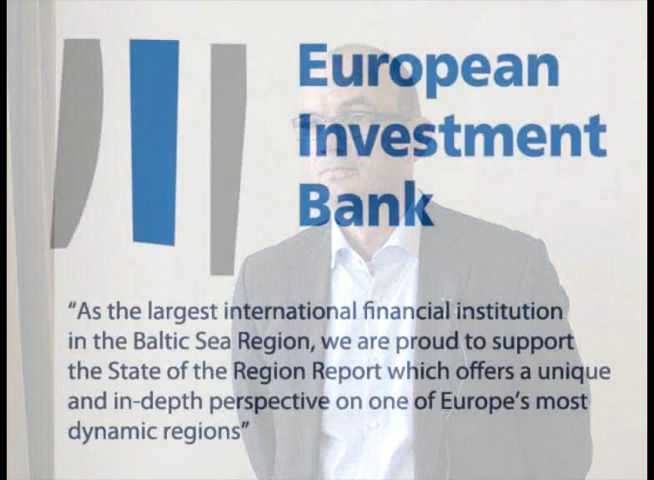 European
Investment
Bank
“As the largest international financial institution
in the Baltic Sea Region, we are proud to support
the State of the Region Report which offers a unique
and in-depth perspective on one of Europe's most
dynamic regions”